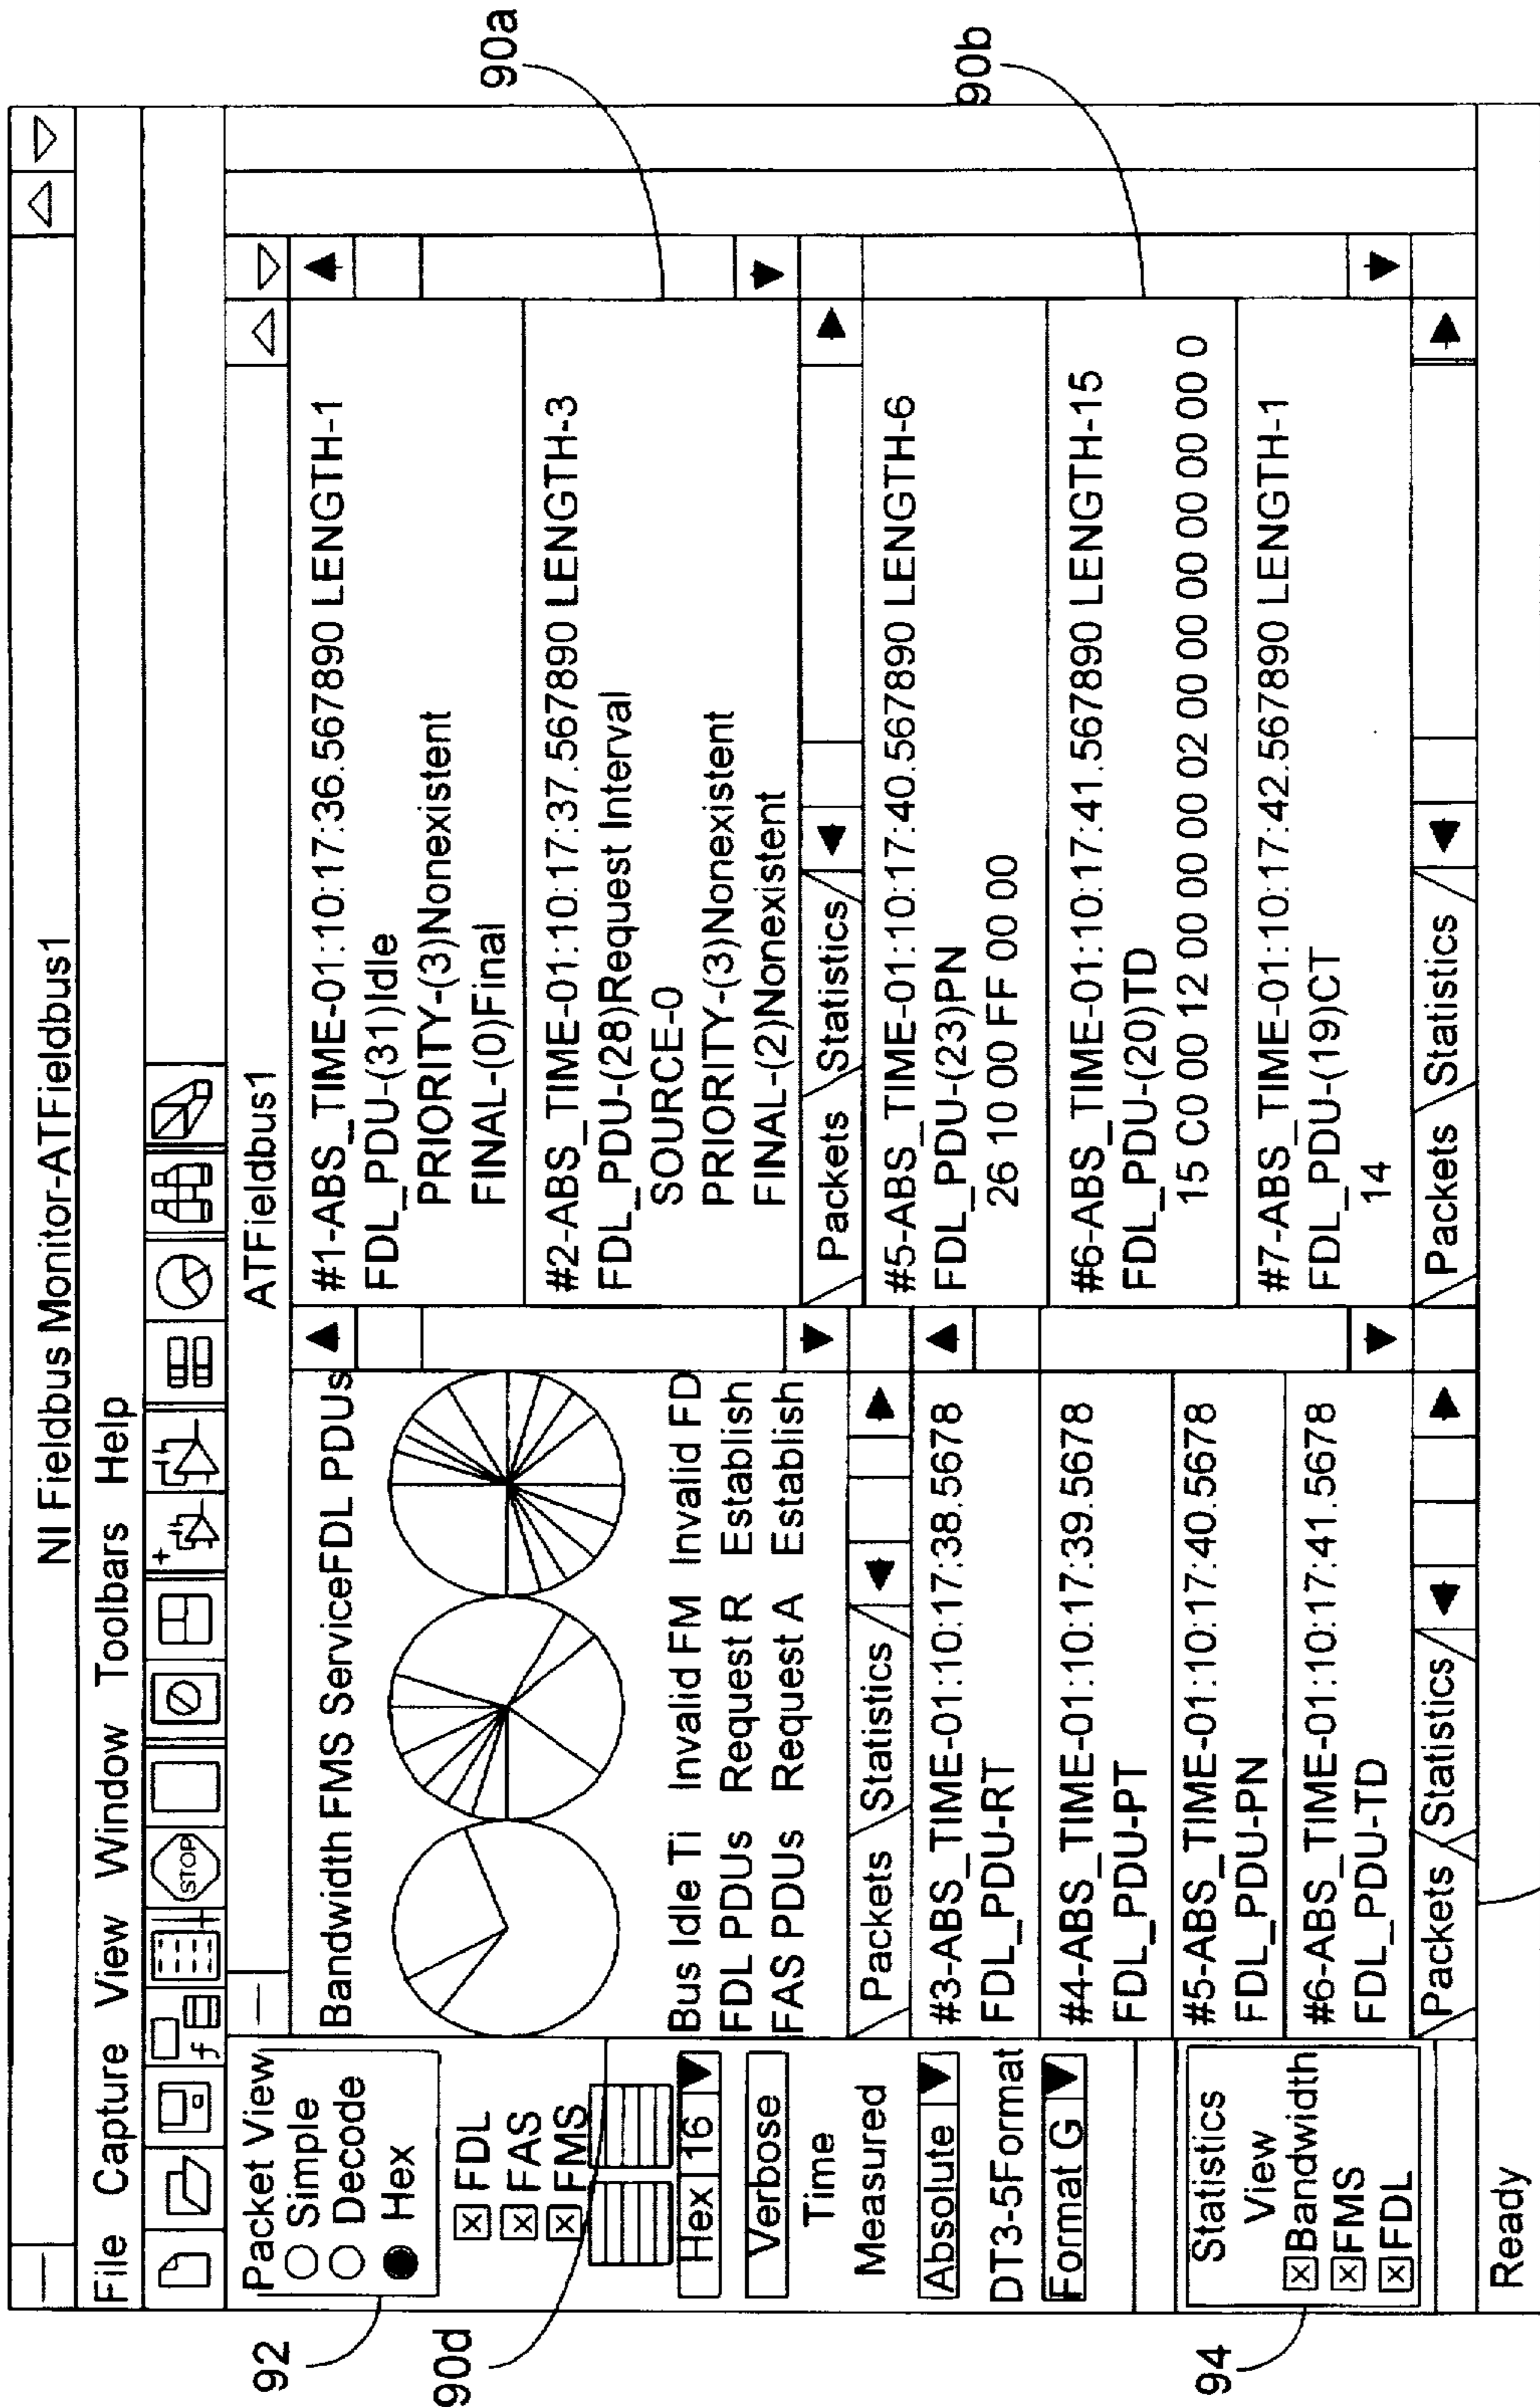 NI Fieldbus Monitor-ATFieldbus1
File Capture View Window Toolbars Help
STOP
f
+
92
Packet View
Simple
Decode
Hex
FDL
FAS
FMS
90d
Hex 16
Verbose
Time
Measured
Absolute
DT3-5Format
Format G
94
Statistics
View
Bandwidth
FMS
FDL
Ready
ATFieldbus1
Bandwidth FMS ServiceFDL PDUs
Bus Idle Ti Invalid FM Invalid FD
FDL PDUs Request R Establish
FAS PDUs Request A Establish
Packets Statistics
#3-ABS_TIME-01:10:17:38.5678
FDL_PDU-RT
#4-ABS_TIME-01:10:17:39.5678
FDL_PDU-PT
#5-ABS_TIME-01:10:17:40.5678
FDL_PDU-PN
#6-ABS_TIME-01:10:17:41.5678
FDL_PDU-TD
Packets Statistics
#1-ABS_TIME-01:10:17:36.567890 LENGTH-1
FDL_PDU-(31)Idle
PRIORITY-(3)Nonexistent
FINAL-(0)Final
#2-ABS_TIME-01:10:17:37.567890 LENGTH-3
FDL_PDU-(28)Request Interval
SOURCE-0
PRIORITY-(3)Nonexistent
FINAL-(2)Nonexistent
Packets Statistics
90a
#5-ABS_TIME-01:10:17:40.567890 LENGTH-6
FDL_PDU-(23)PN
26 10 00 FF 00 00
#6-ABS_TIME-01:10:17:41.567890 LENGTH-15
FDL_PDU-(20)TD
15 C0 00 12 00 00 00 02 00 00 00 00 00 00 0
#7-ABS_TIME-01:10:17:42.567890 LENGTH-1
FDL_PDU-(19)CT
14
Packets Statistics
90b